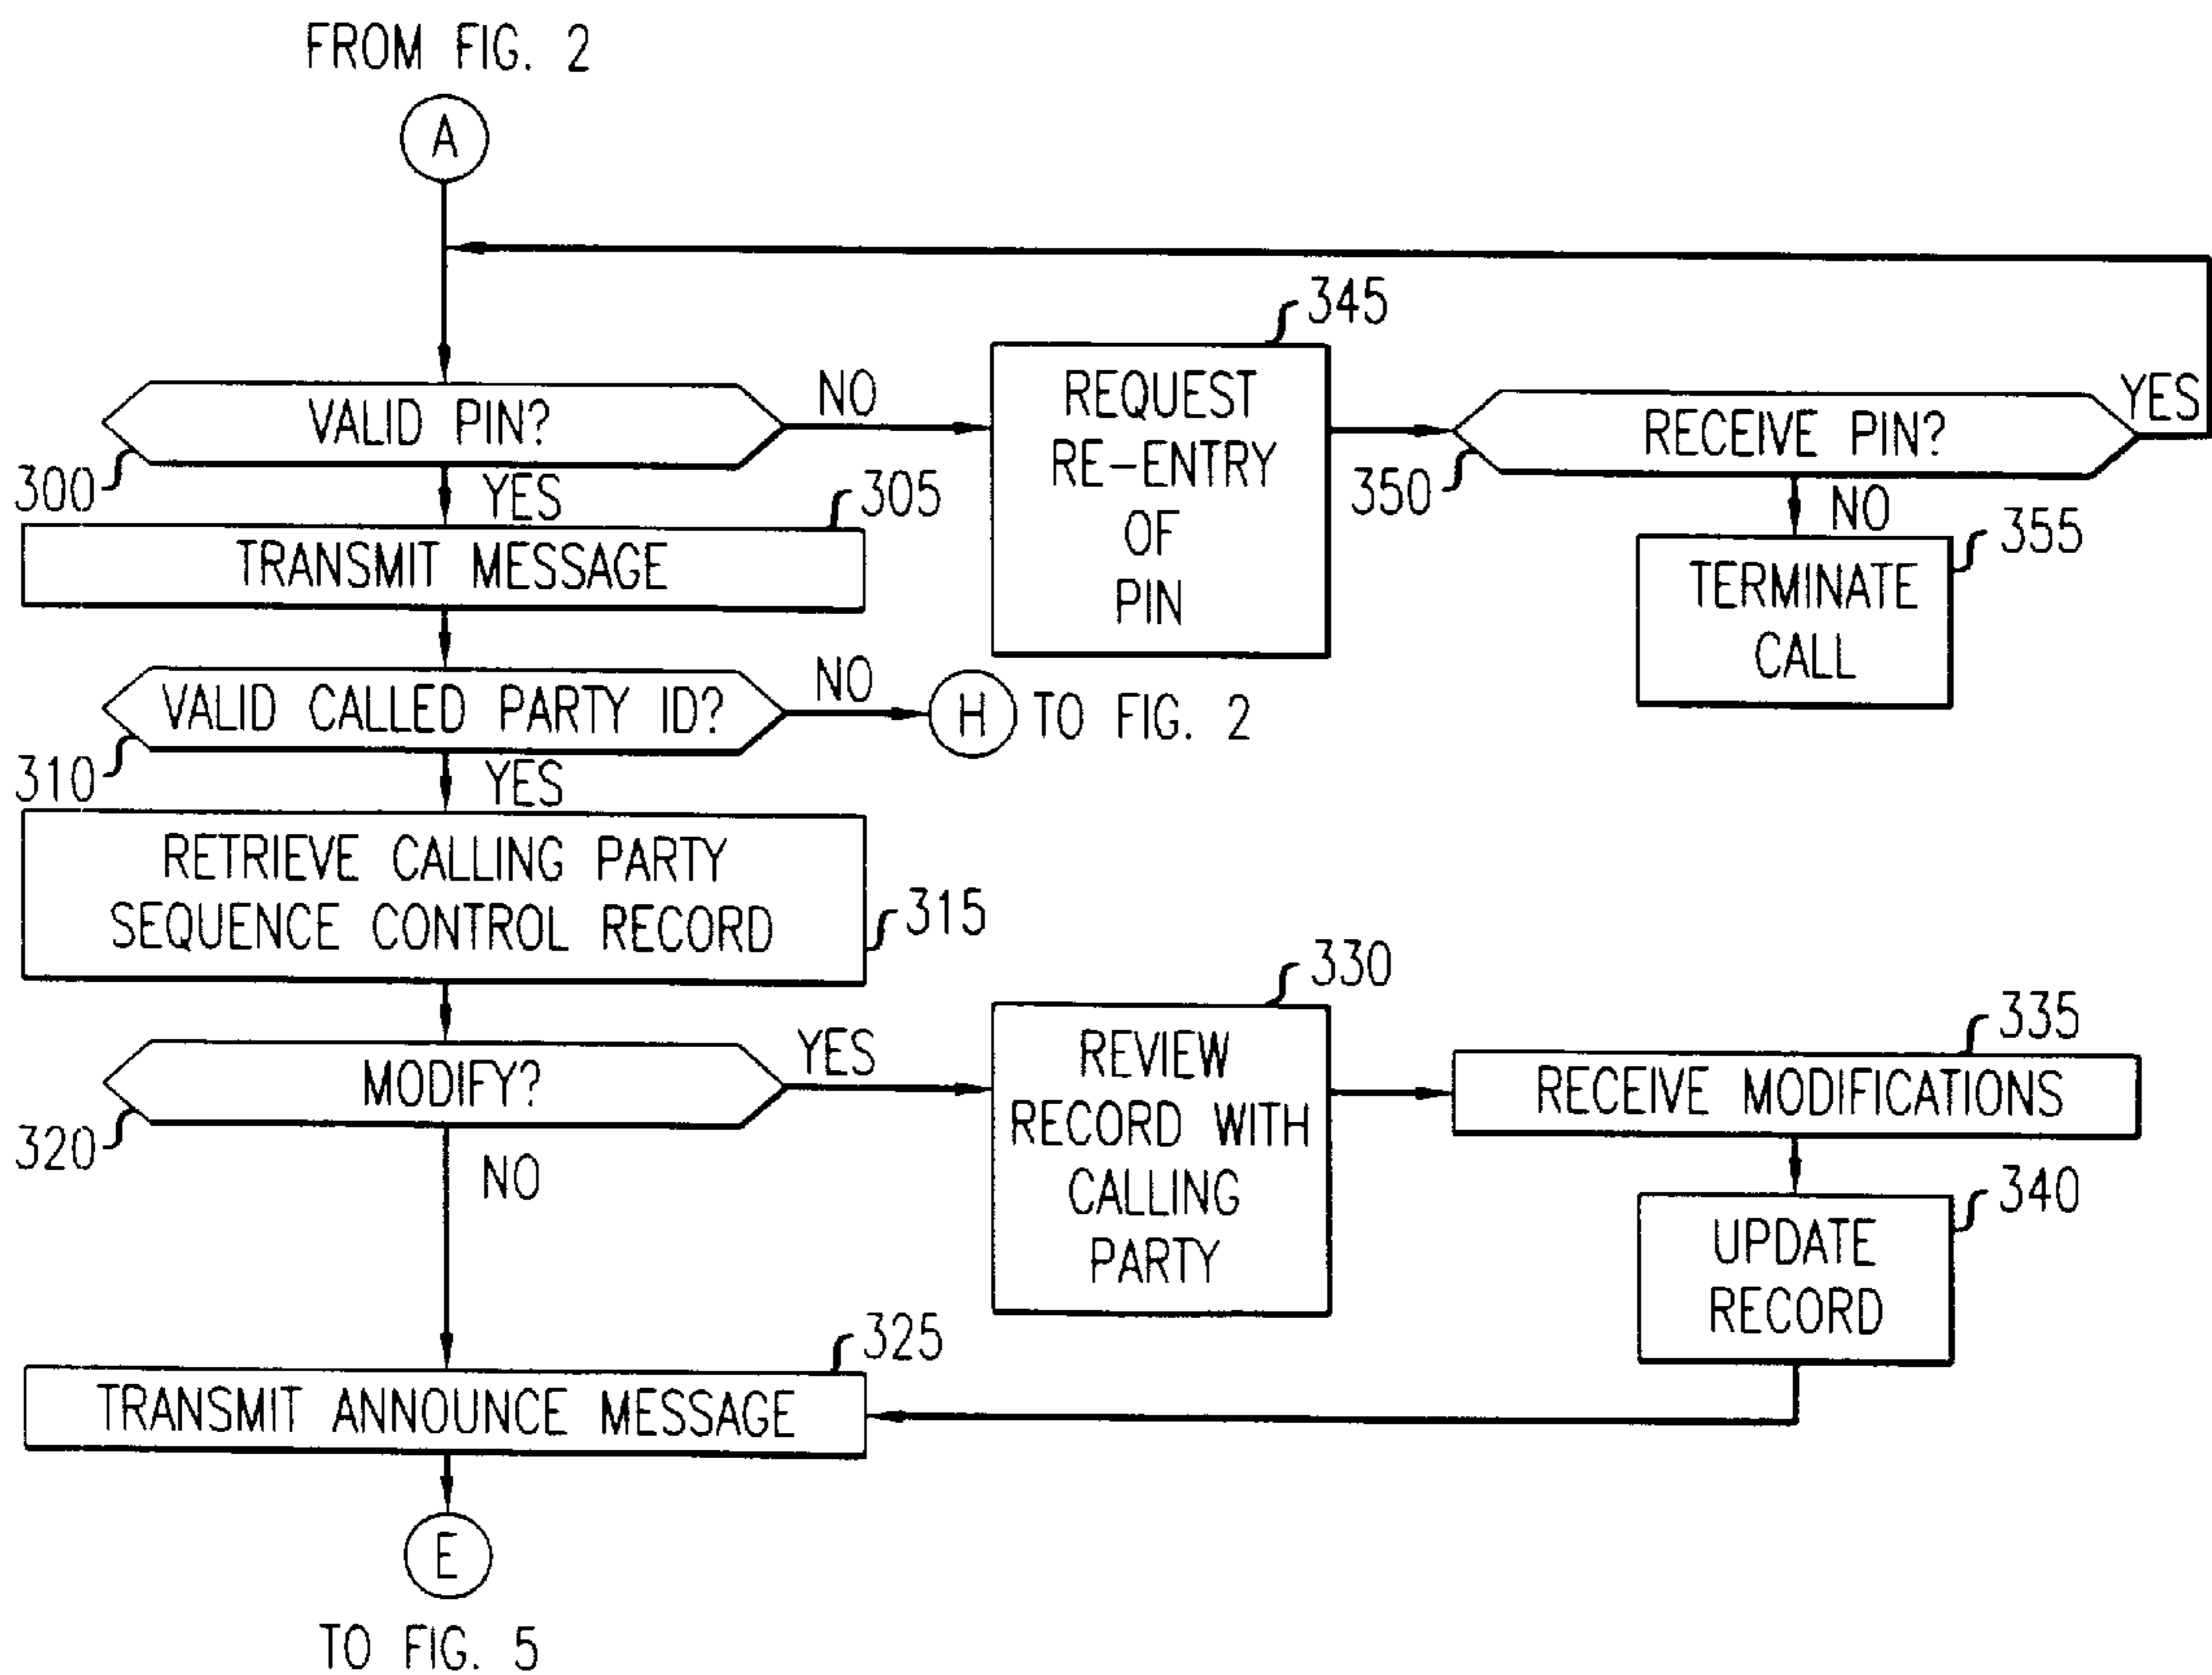 FROM FIG. 2
A
VALID PIN?
300
NO
YES
345
REQUEST
RE-ENTRY
OF
PIN
RECEIVE PIN?
350
YES
NO
355
TERMINATE
CALL
305
TRANSMIT MESSAGE
VALID CALLED PARTY ID?
310
NO
H
TO FIG. 2
YES
RETRIEVE CALLING PARTY
SEQUENCE CONTROL RECORD
315
MODIFY?
320
YES
NO
330
REVIEW
RECORD WITH
CALLING
PARTY
335
RECEIVE MODIFICATIONS
340
UPDATE
RECORD
325
TRANSMIT ANNOUNCE MESSAGE
E
TO FIG. 5